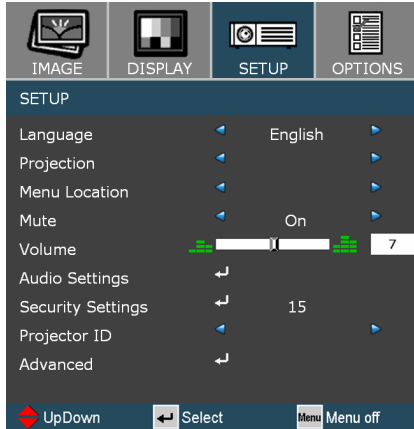 IMAGE DISPLAY SETUP OPTIONS
SETUP
Language English
Projection
Menu Location
Mute On
Volume 7
Audio Settings
Security Settings 15
Projector ID
Advanced
UpDown Select Menu Menu off